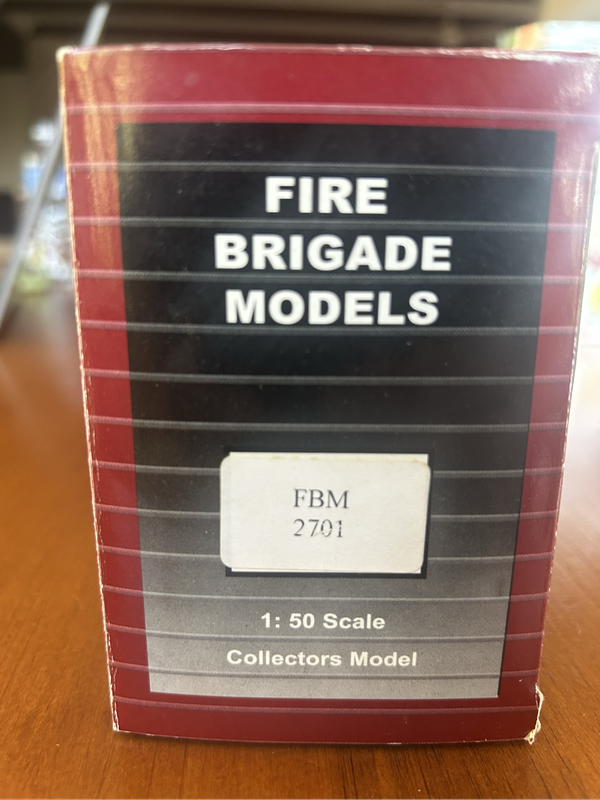 FIRE
BRIGADE
MODELS
FBM
2701
1: 50 Scale
Collectors Model